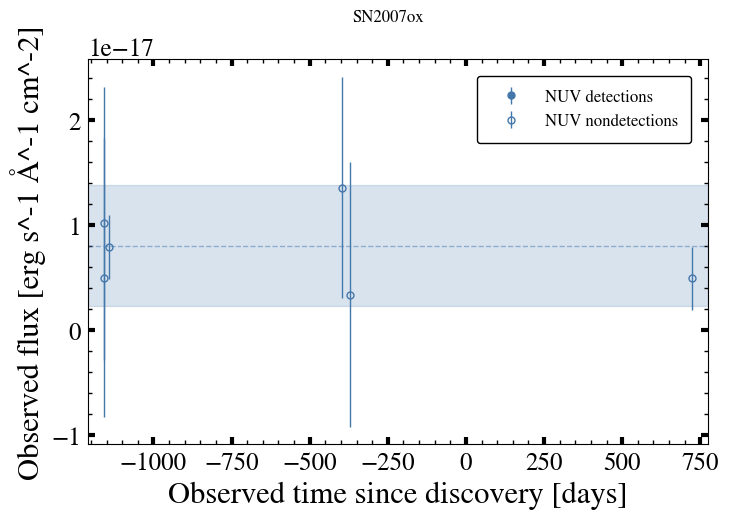 SN2007ox
1e−17
Observed flux [erg s^-1 Å^-1 cm^-2]
2
1
0
−1
NUV detections
NUV nondetections
−1000 −750 −500 −250 0 250 500 750
Observed time since discovery [days]